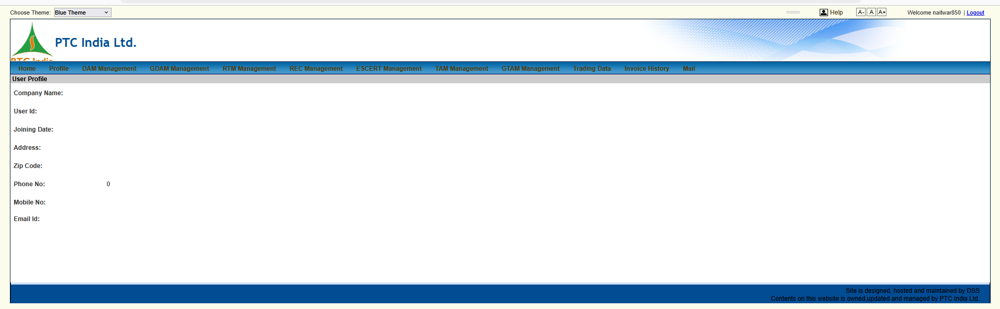 Choose Theme: Blue Theme Help A- A A+ Welcome naitwar850 | Logout
PTC India Ltd.
PTC India
Home Profile DAM Management GDAM Management RTM Management REC Management ESCERT Management TAM Management GTAM Management Trading Data Invoice History Mail
User Profile
Company Name:
User Id:
Joining Date:
Address:
Zip Code:
Phone No: 0
Mobile No:
Email Id:
Site is designed, hosted and maintained by DSS
Contents on this website is owned,updated and managed by PTC India Ltd.